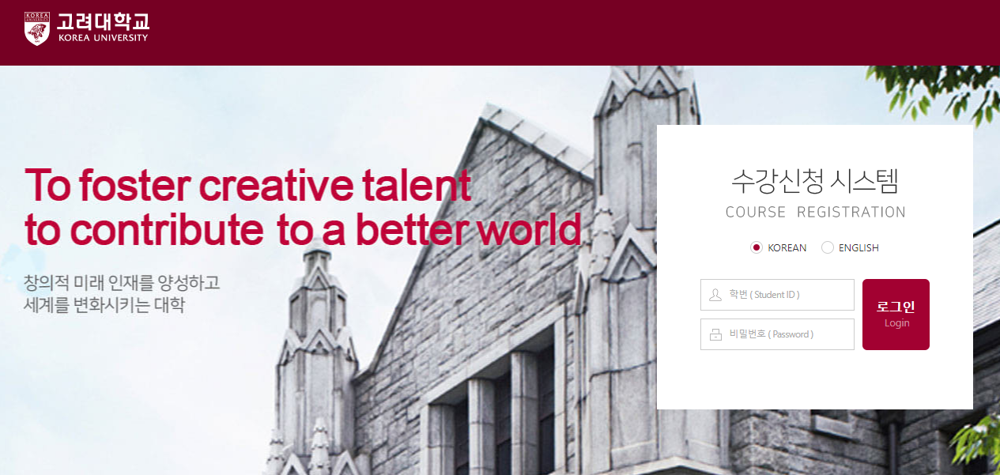 KOREA
UNIVERSITY
고려대학교
KOREA UNIVERSITY
To foster creative talent
to contribute to a better world
창의적 미래 인재를 양성하고
세계를 변화시키는 대학
수강신청 시스템
COURSE REGISTRATION
KOREAN
ENGLISH
학번 ( Student ID )
비밀번호 ( Password )
로그인
Login